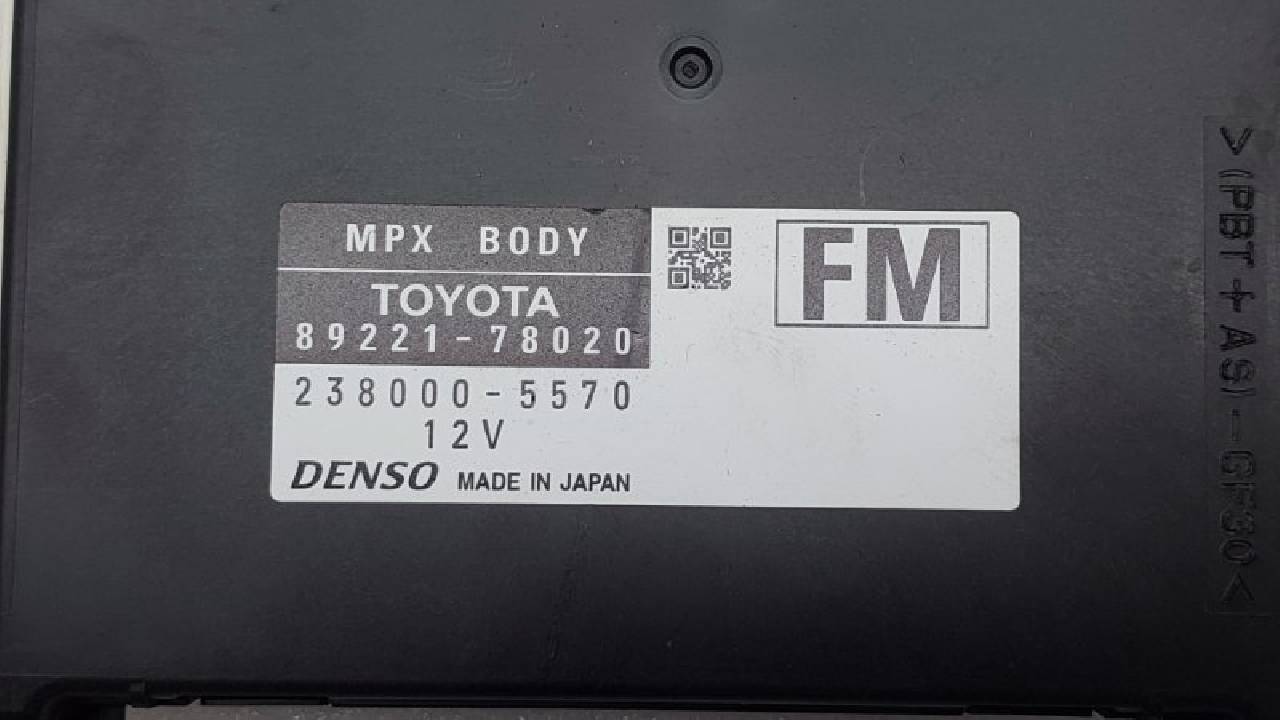 MPX BODY
TOYOTA
89221-78020
238000-5570
12V
DENSO MADE IN JAPAN
FM
>(PBT+AS)-GF30<